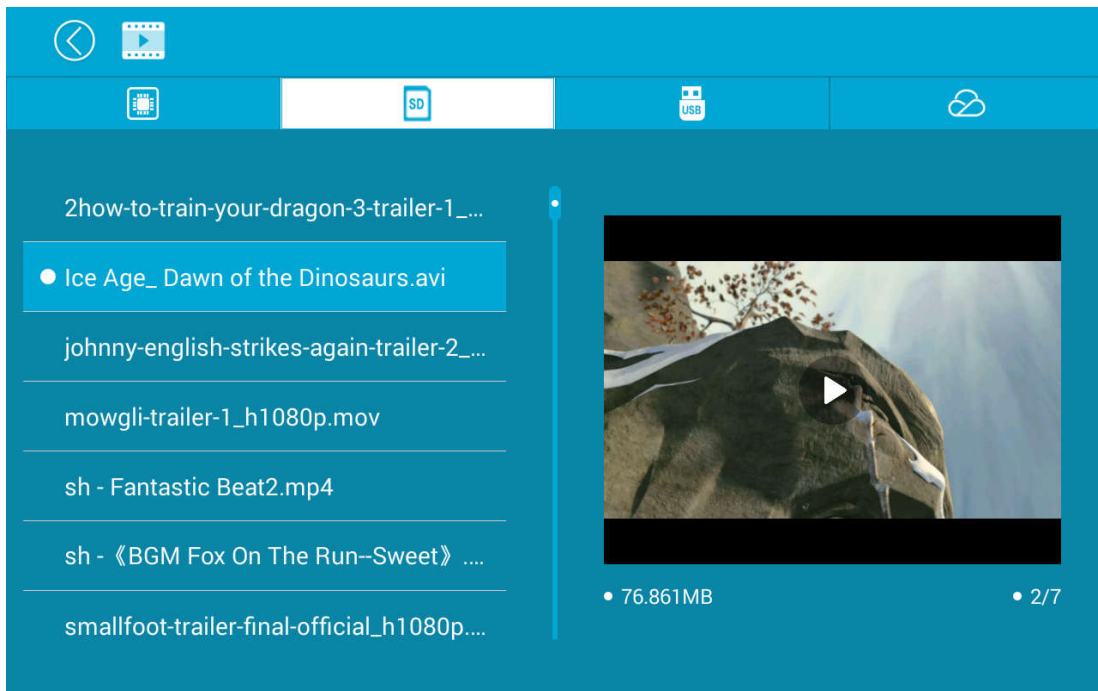 SD
USB
2how-to-train-your-dragon-3-trailer-1_...
Ice Age_ Dawn of the Dinosaurs.avi
johnny-english-strikes-again-trailer-2_...
mowgli-trailer-1_h1080p.mov
sh - Fantastic Beat2.mp4
sh -《BGM Fox On The Run--Sweet》....
smallfoot-trailer-final-official_h1080p....
76.861MB
2/7